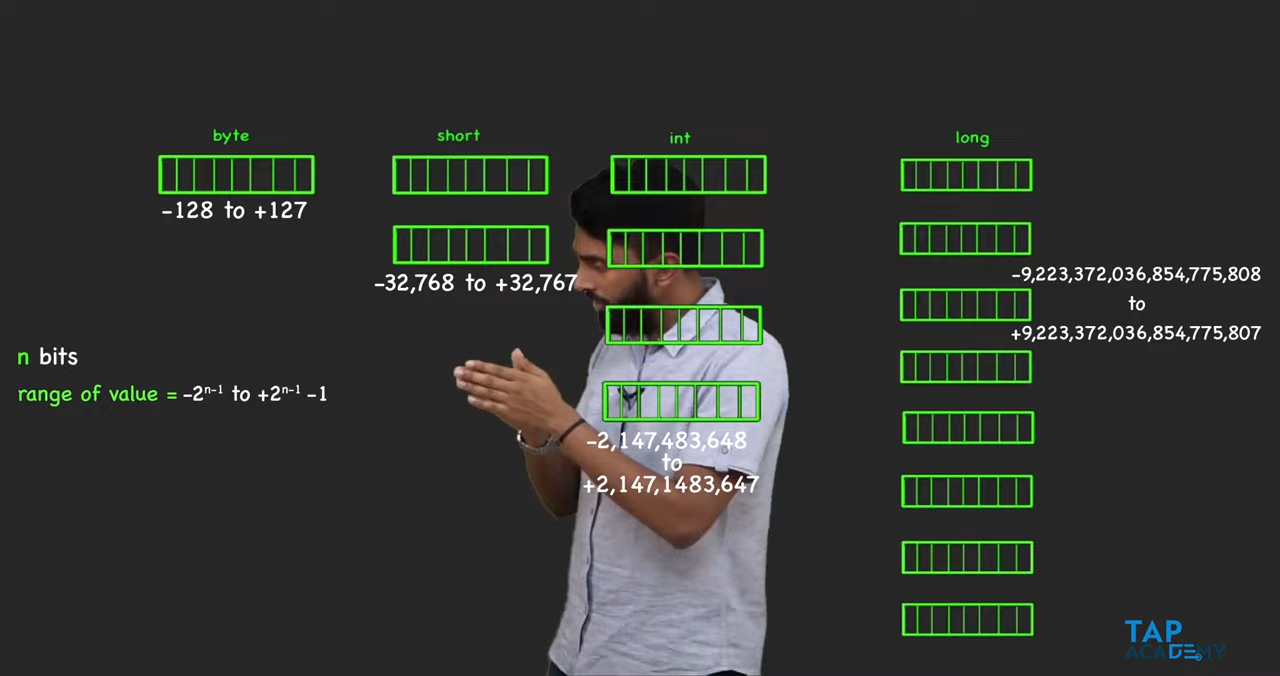 byte
short
int
long
-128 to +127
-32,768 to +32,767
-9,223,372,036,854,775,808
to
+9,223,372,036,854,775,807
n bits
range of value = -2ⁿ⁻¹ to +2ⁿ⁻¹ -1
-2,147,483,648
to
+2,147,1483,647
TAP
ACADEMY